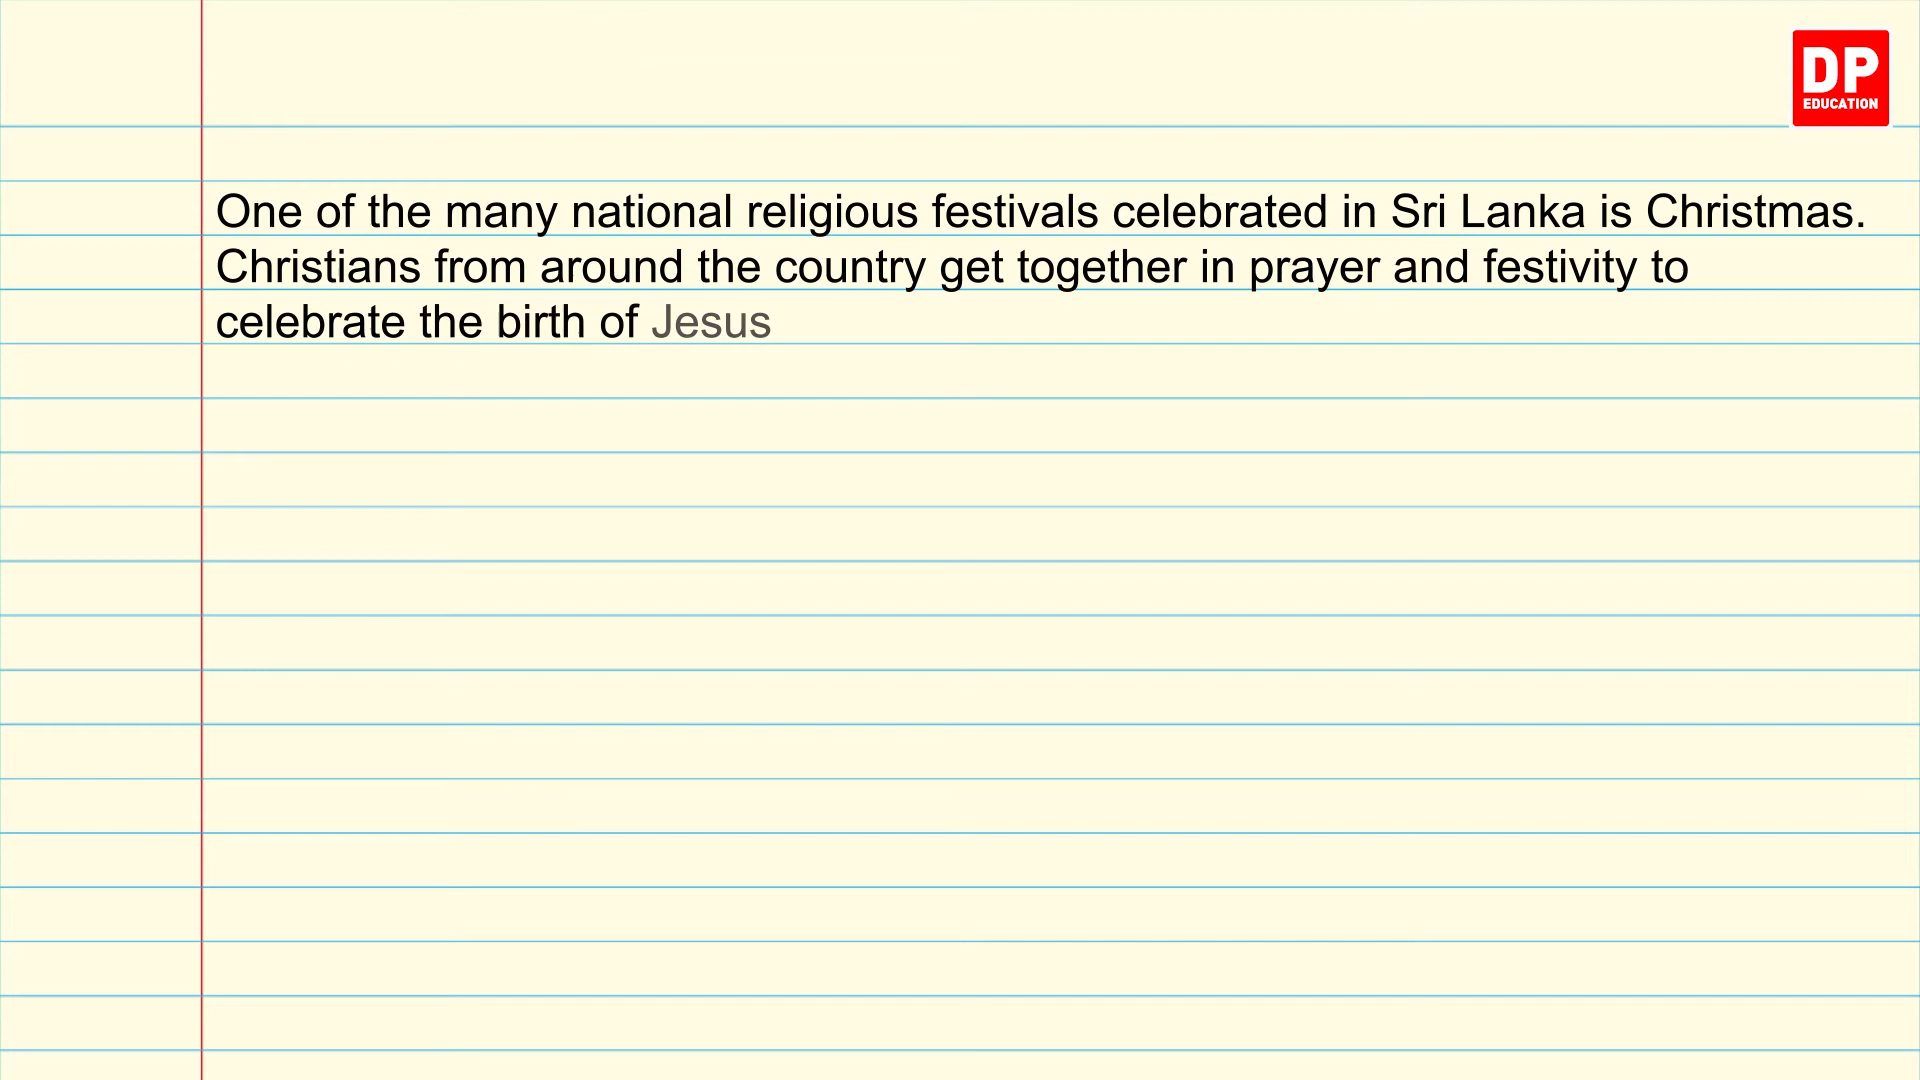 DP
EDUCATION
One of the many national religious festivals celebrated in Sri Lanka is Christmas.
Christians from around the country get together in prayer and festivity to
celebrate the birth of Jesus